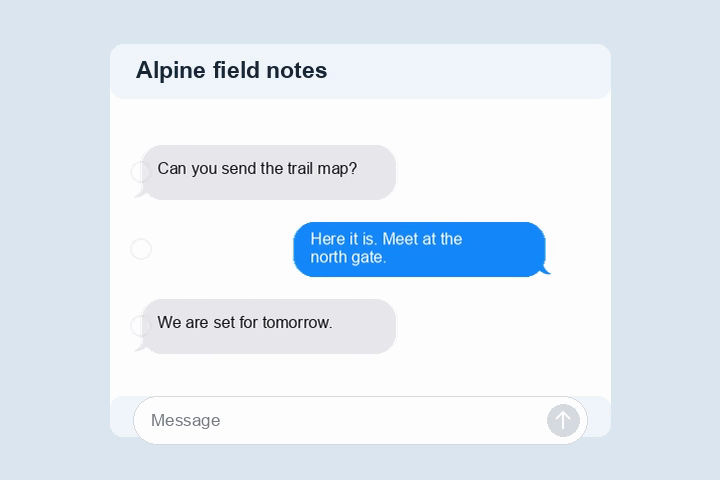 Alpine field notes
Can you send the trail map?
Here it is. Meet at the
north gate.
We are set for tomorrow.
Message